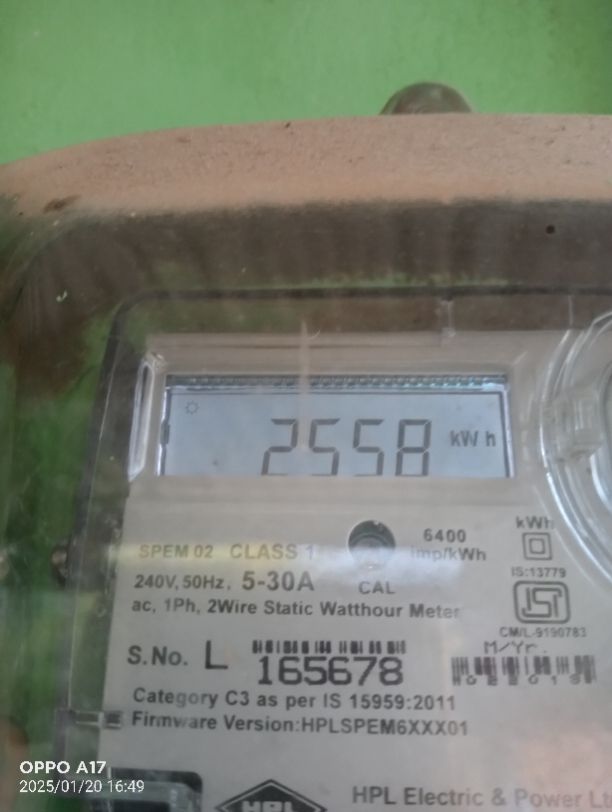 2558 kWh
SPEM 02 CLASS 1
6400 imp/kWh
kWh
240V, 50Hz, 5-30A
CAL
IS:13779
ac, 1Ph, 2Wire Static Watthour Meter
CM/L-9190783
S.No. L 165678
M/Yr.
Category C3 as per IS 15959:2011
Firmware Version:HPLSPEM6XXX01
HPL
HPL Electric & Power
OPPO A17
2025/01/20 16:49